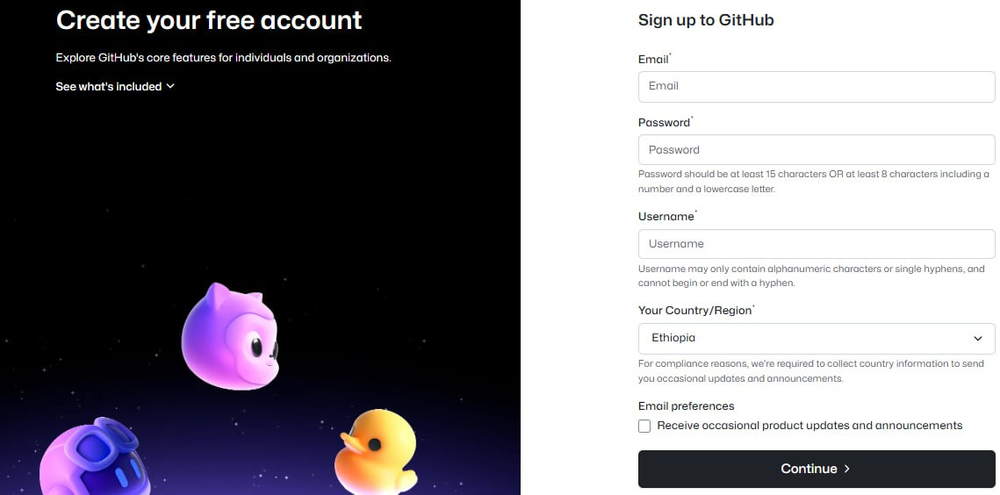 Create your free account
Explore GitHub's core features for individuals and organizations.
See what's included
Sign up to GitHub
Email*
Email
Password*
Password
Password should be at least 15 characters OR at least 8 characters including a
number and a lowercase letter.
Username*
Username
Username may only contain alphanumeric characters or single hyphens, and
cannot begin or end with a hyphen.
Your Country/Region*
Ethiopia
For compliance reasons, we're required to collect country information to send
you occasional updates and announcements.
Email preferences
Receive occasional product updates and announcements
Continue